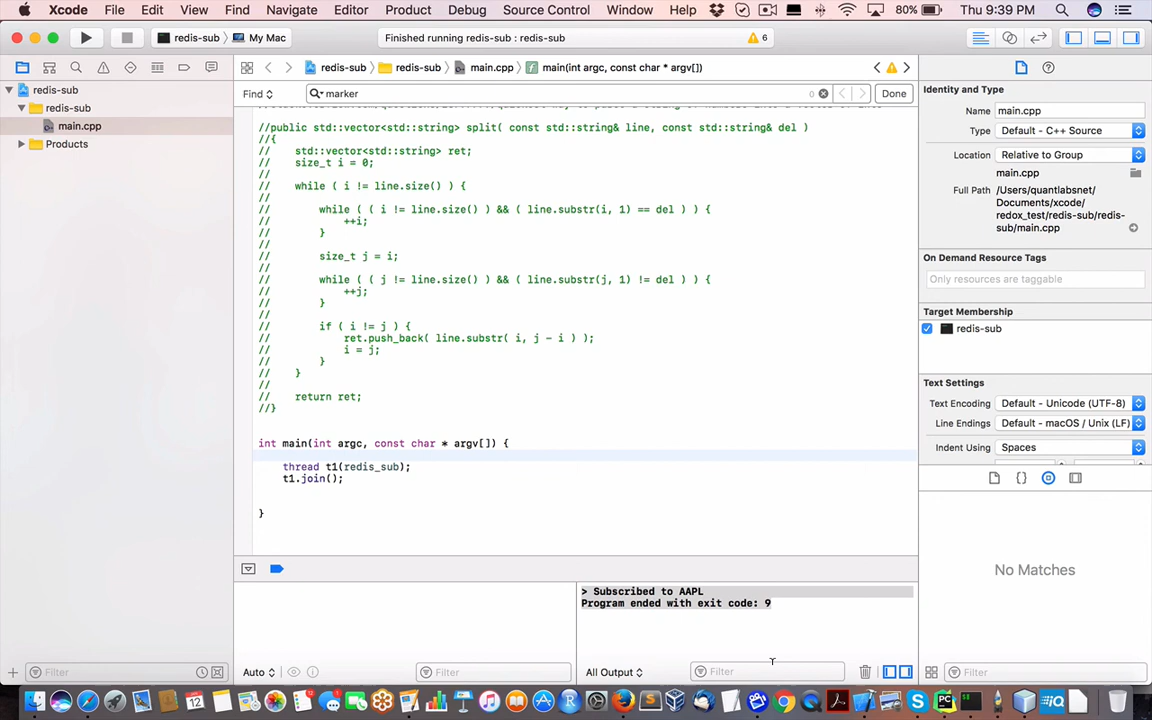 Xcode File Edit View Find Navigate Editor Product Debug Source Control Window Help 80% Thu 9:39 PM
redis-sub My Mac Finished running redis-sub : redis-sub 6
redis-sub redis-sub main.cpp main(int argc, const char * argv[])
Find marker 0 Done
redis-sub
redis-sub
main.cpp
Products
//public std::vector<std::string> split( const std::string& line, const std::string& del )
//{
//    std::vector<std::string> ret;
//    size_t i = 0;
//
//    while ( i != line.size() ) {
//
//        while ( ( i != line.size() ) && ( line.substr(i, 1) == del ) ) {
//            ++i;
//        }
//
//        size_t j = i;
//
//        while ( ( j != line.size() ) && ( line.substr(j, 1) != del ) ) {
//            ++j;
//        }
//
//        if ( i != j ) {
//            ret.push_back( line.substr( i, j - i ) );
//            i = j;
//        }
//    }
//
//    return ret;
//}
int main(int argc, const char * argv[]) {
thread t1(redis_sub);
t1.join();
}
Identity and Type
Name main.cpp
Type Default - C++ Source
Location Relative to Group
main.cpp
Full Path /Users/quantlabsnet/
Documents/xcode/
redox_test/redis-sub/redis-
sub/main.cpp
On Demand Resource Tags
Only resources are taggable
Target Membership
redis-sub
Text Settings
Text Encoding Default - Unicode (UTF-8)
Line Endings Default - macOS / Unix (LF)
Indent Using Spaces
No Matches
> Subscribed to AAPL
Program ended with exit code: 9
Filter Auto Filter All Output Filter Filter